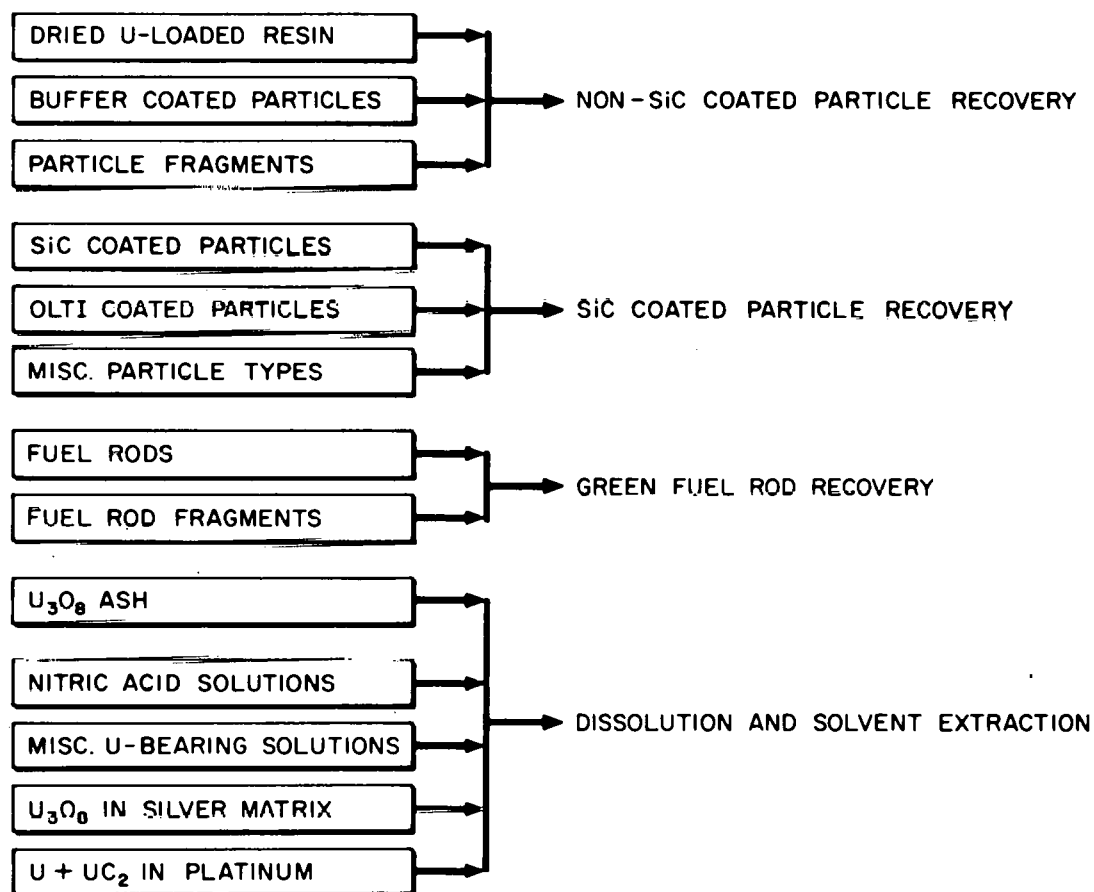 DRIED U-LOADED RESIN
BUFFER COATED PARTICLES
PARTICLE FRAGMENTS
NON-SiC COATED PARTICLE RECOVERY
SiC COATED PARTICLES
OLTI COATED PARTICLES
MISC. PARTICLE TYPES
SiC COATED PARTICLE RECOVERY
FUEL RODS
FUEL ROD FRAGMENTS
GREEN FUEL ROD RECOVERY
U₃O₈ ASH
NITRIC ACID SOLUTIONS
MISC. U-BEARING SOLUTIONS
U₃O₈ IN SILVER MATRIX
U + UC₂ IN PLATINUM
DISSOLUTION AND SOLVENT EXTRACTION